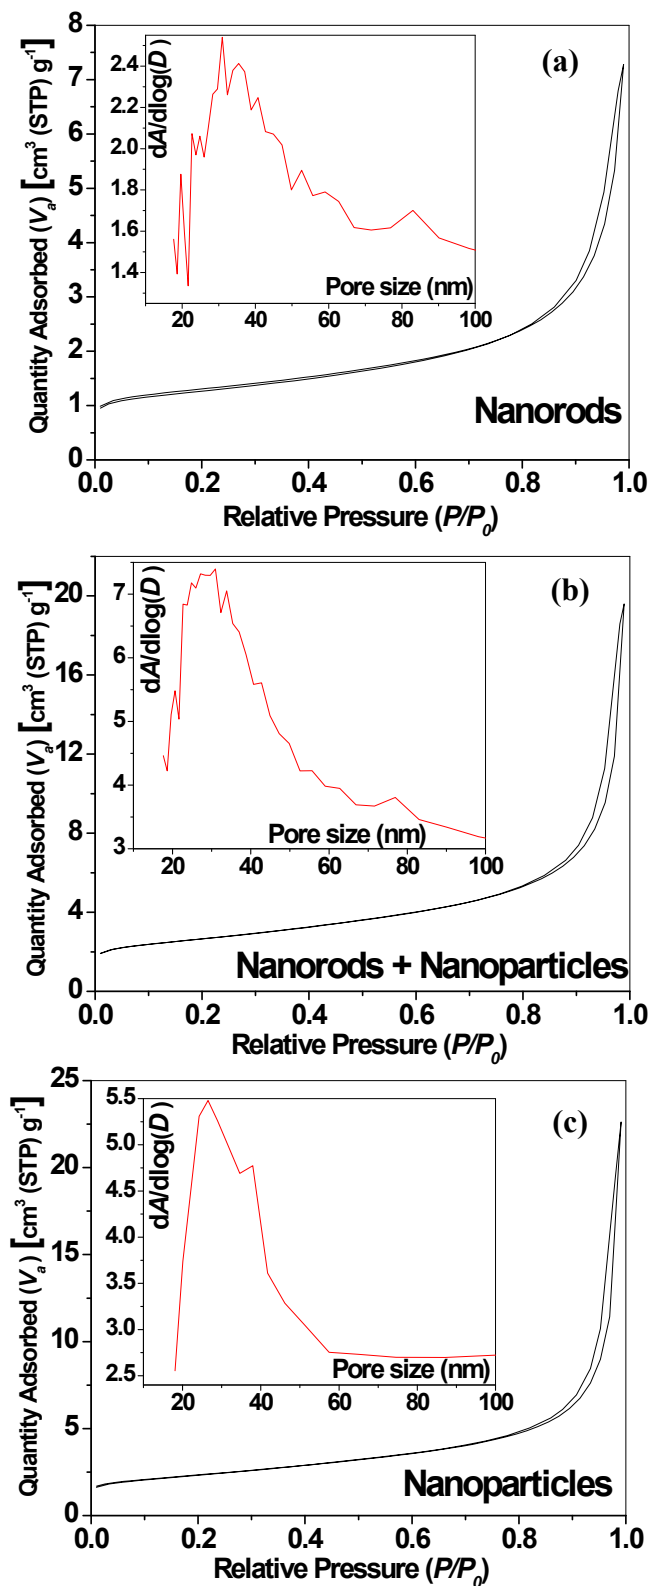 (a)
Quantity Adsorbed (Vₐ) [cm³ (STP) g⁻¹]
8
7
6
5
4
3
2
1
0
dA/dlog(D)
2.4
2.2
2.0
1.8
1.6
1.4
Pore size (nm)
20 40 60 80 100
Nanorods
0.0 0.2 0.4 0.6 0.8 1.0
Relative Pressure (P/P₀)
(b)
Quantity Adsorbed (Vₐ) [cm³ (STP) g⁻¹]
20
16
12
8
4
0
dA/dlog(D)
7
6
5
4
3
Pore size (nm)
20 40 60 80 100
Nanorods + Nanoparticles
0.0 0.2 0.4 0.6 0.8 1.0
Relative Pressure (P/P₀)
(c)
Quantity Adsorbed (Vₐ) [cm³ (STP) g⁻¹]
25
20
15
10
5
0
dA/dlog(D)
5.5
5.0
4.5
4.0
3.5
3.0
2.5
Pore size (nm)
20 40 60 80 100
Nanoparticles
0.0 0.2 0.4 0.6 0.8 1.0
Relative Pressure (P/P₀)